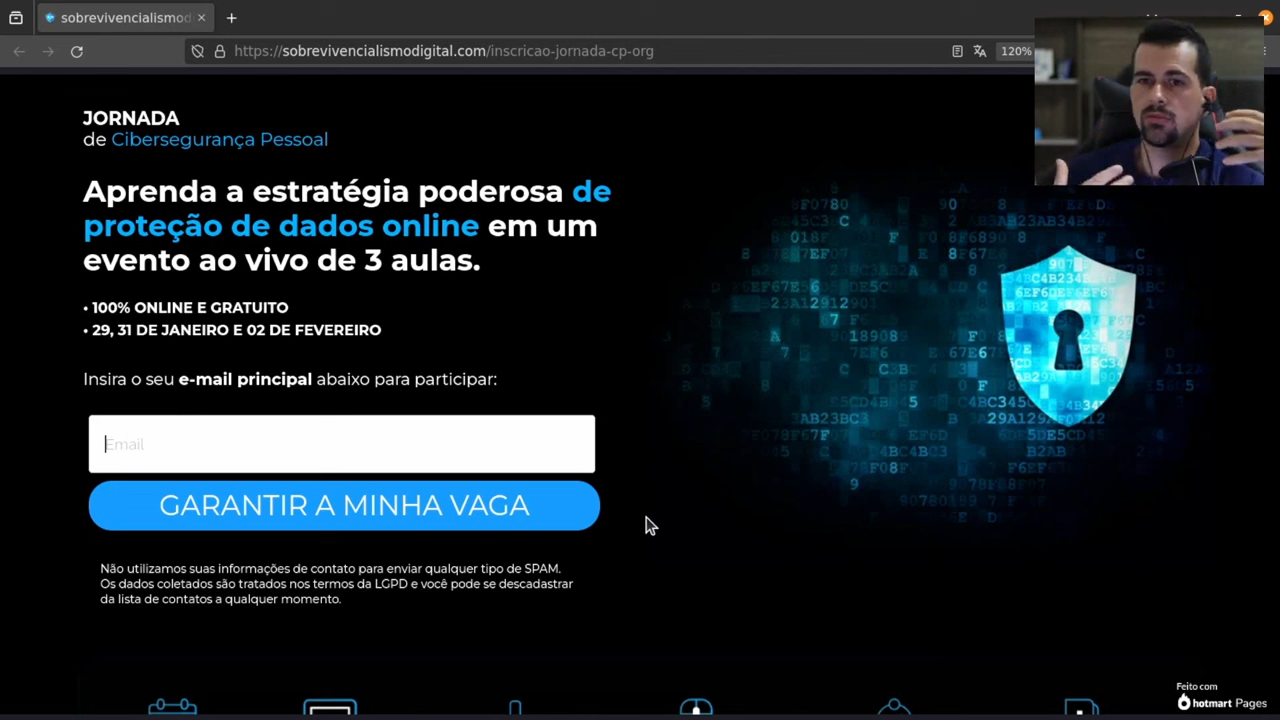 sobrevivencialismod
https://sobrevivencialismodigital.com/inscricao-jornada-cp-org
120%
JORNADA
de Cibersegurança Pessoal
Aprenda a estratégia poderosa de
proteção de dados online em um
evento ao vivo de 3 aulas.
• 100% ONLINE E GRATUITO
• 29, 31 DE JANEIRO E 02 DE FEVEREIRO
Insira o seu e-mail principal abaixo para participar:
Email
GARANTIR A MINHA VAGA
Não utilizamos suas informações de contato para enviar qualquer tipo de SPAM.
Os dados coletados são tratados nos termos da LGPD e você pode se descadastrar
da lista de contatos a qualquer momento.
Feito com
hotmart Pages